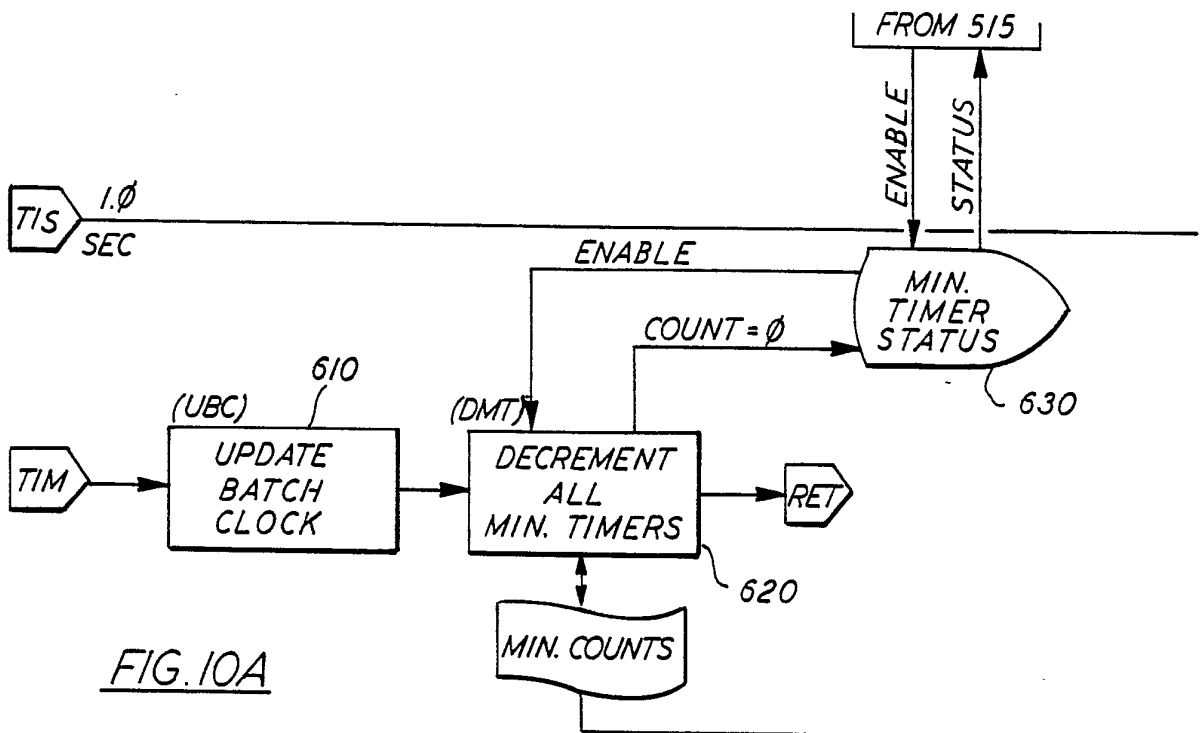 FROM 515
ENABLE
STATUS
TIS
1.Ø
SEC
ENABLE
MIN.
TIMER
STATUS
COUNT = Ø
630
610
(UBC)
(DMT)
TIM
UPDATE
BATCH
CLOCK
DECREMENT
ALL
MIN. TIMERS
RET
620
MIN. COUNTS
FIG. 10A